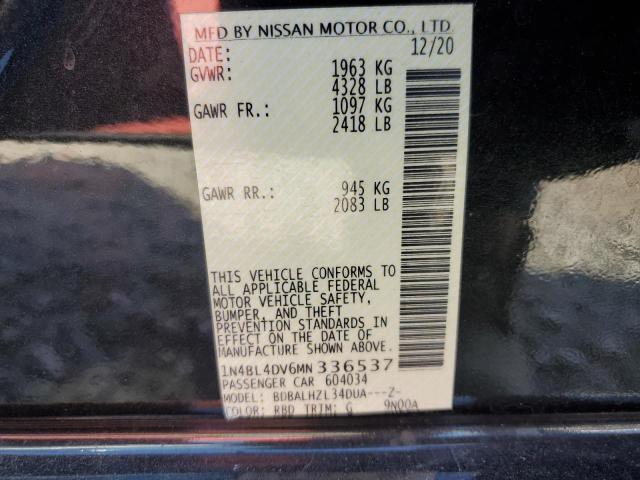 MFD BY NISSAN MOTOR CO., LTD.
DATE: 12/20
GVWR: 1963 KG
4328 LB
GAWR FR.: 1097 KG
2418 LB
GAWR RR.: 945 KG
2083 LB
THIS VEHICLE CONFORMS TO
ALL APPLICABLE FEDERAL
MOTOR VEHICLE SAFETY,
BUMPER, AND THEFT
PREVENTION STANDARDS IN
EFFECT ON THE DATE OF
MANUFACTURE SHOWN ABOVE.
1N4BL4DV6MN336537
PASSENGER CAR 604034
MODEL: BDBALHZL34DUA---Z-
COLOR: RBD TRIM: G 9N00A